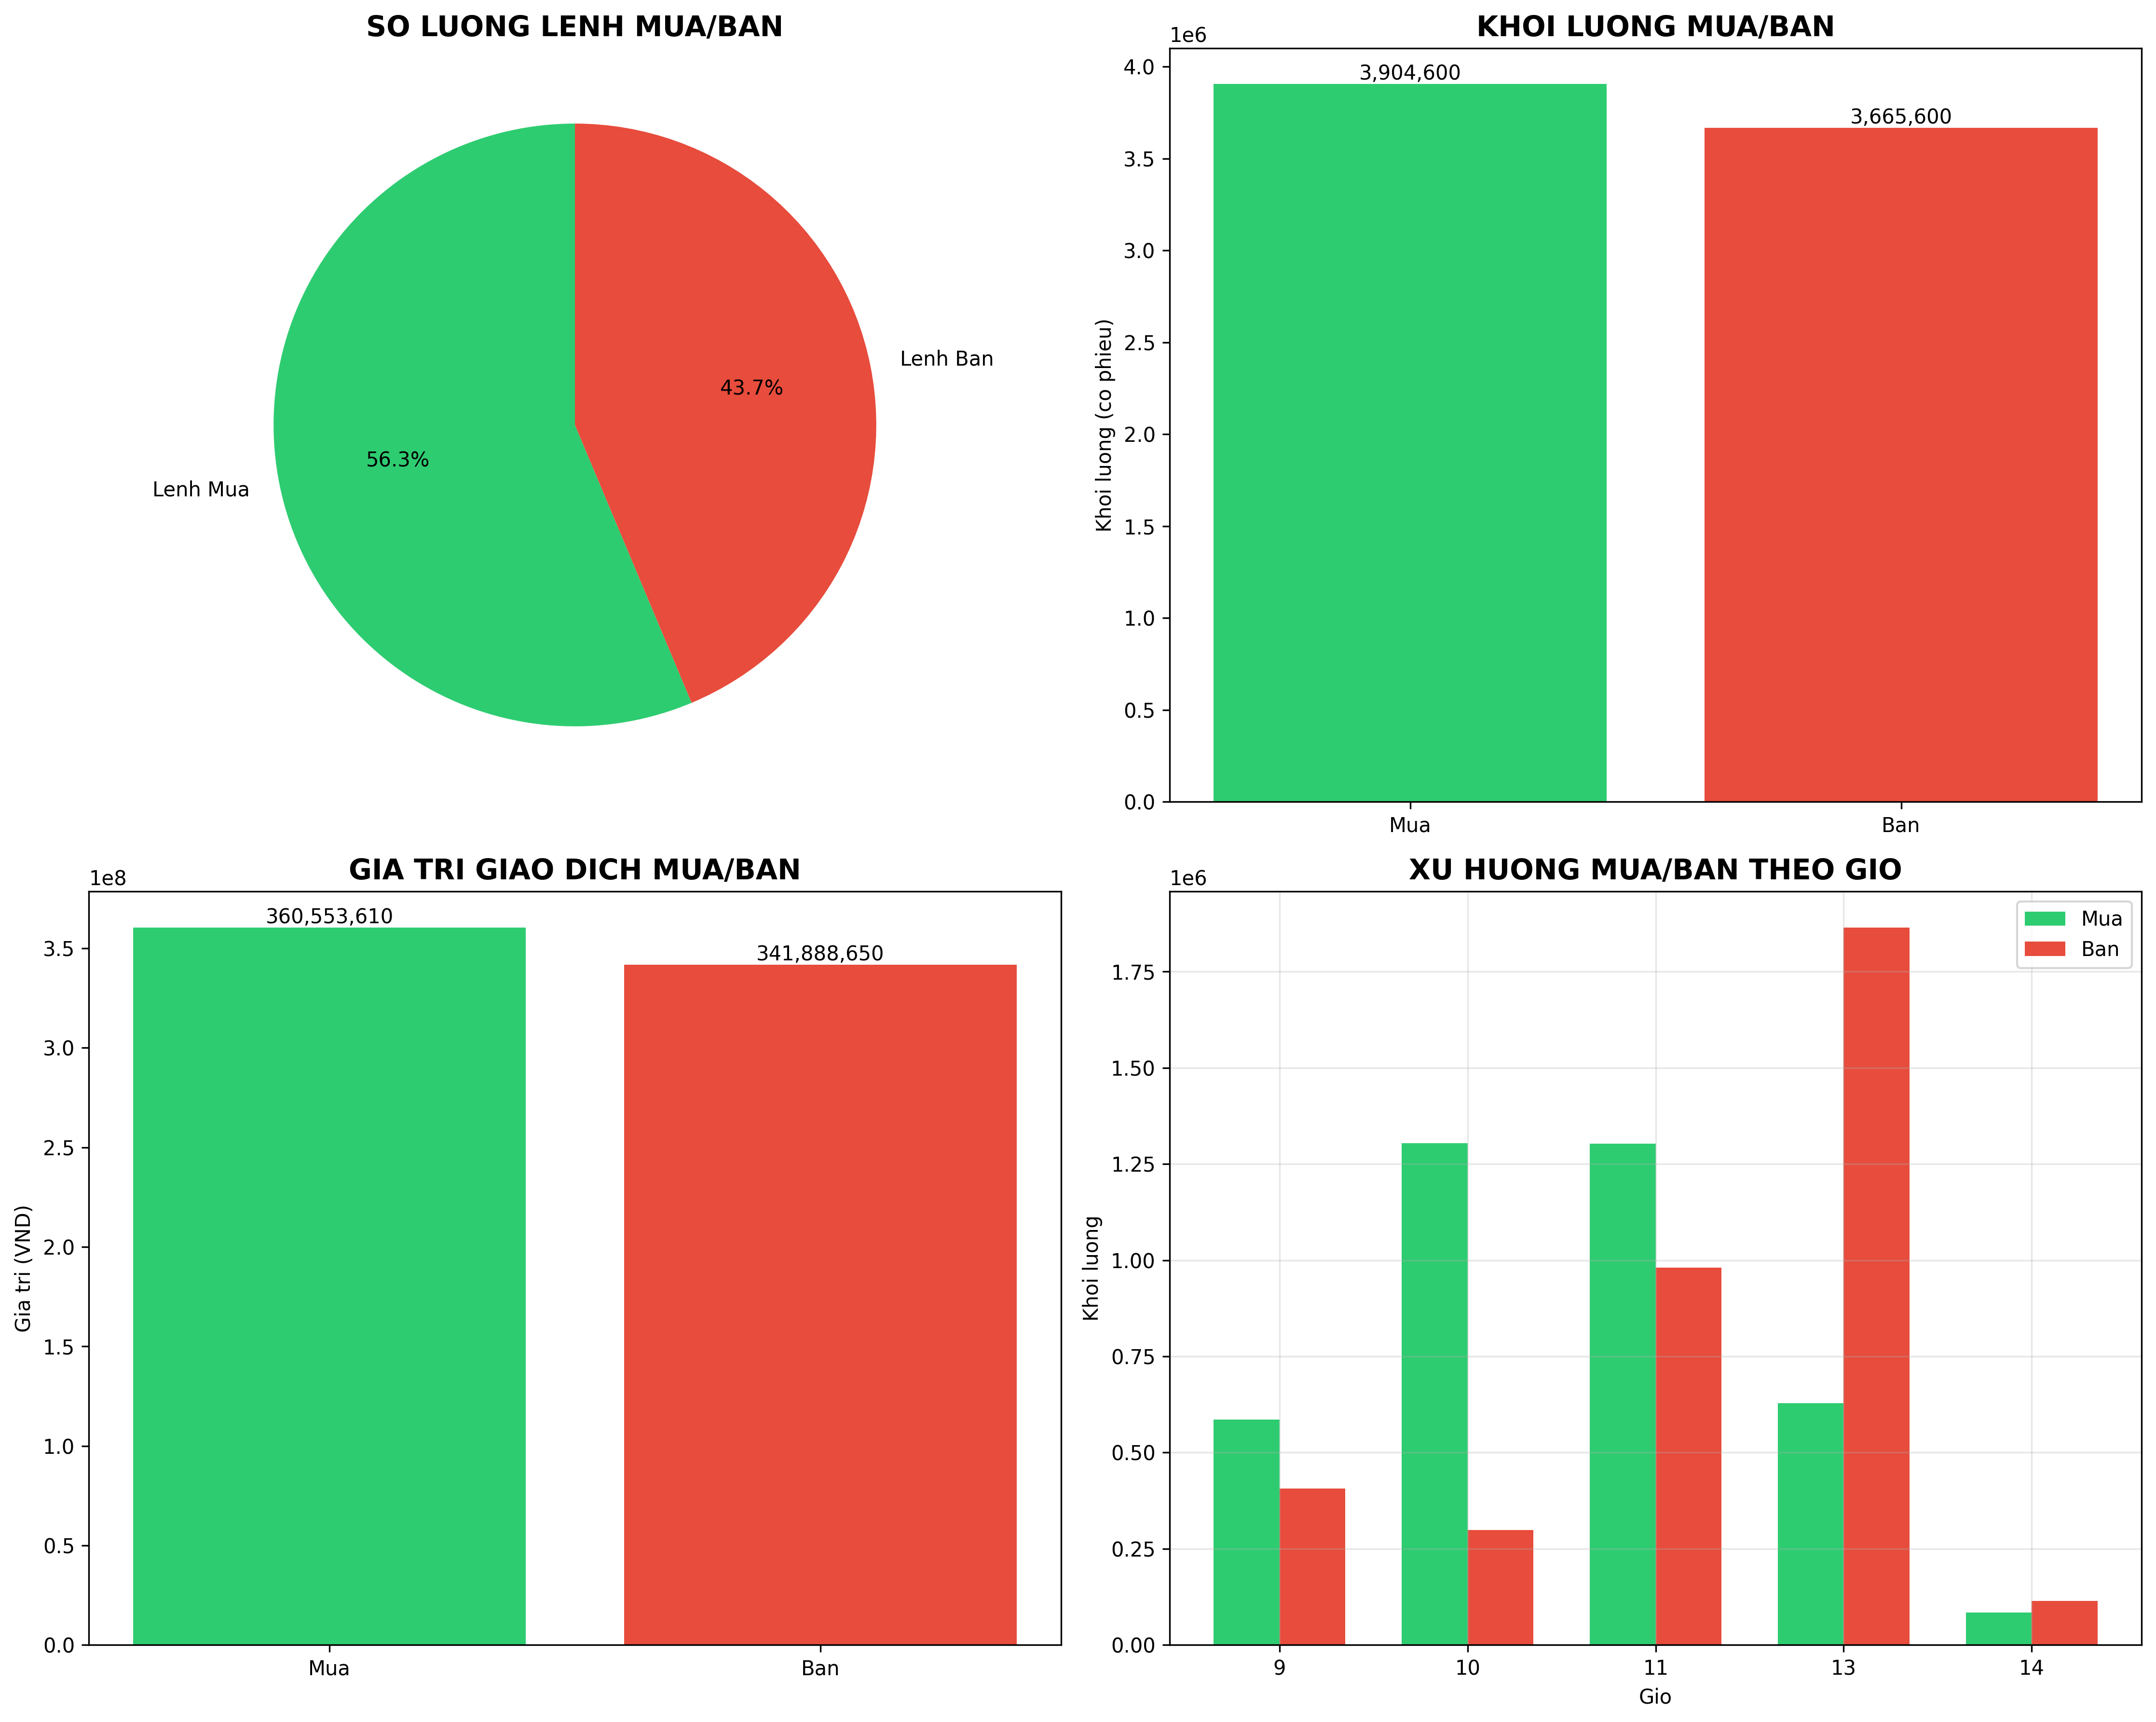 SO LUONG LENH MUA/BAN
Lenh Ban
43.7%
56.3%
Lenh Mua
KHOI LUONG MUA/BAN
1e6
4.0
3.5
3.0
2.5
2.0
1.5
1.0
0.5
0.0
Khoi luong (co phieu)
3,904,600
3,665,600
Mua
Ban
GIA TRI GIAO DICH MUA/BAN
1e8
3.5
3.0
2.5
2.0
1.5
1.0
0.5
0.0
Gia tri (VND)
360,553,610
341,888,650
Mua
Ban
XU HUONG MUA/BAN THEO GIO
1e6
Mua
Ban
1.75
1.50
1.25
1.00
0.75
0.50
0.25
0.00
Khoi luong
9
10
11
13
14
Gio